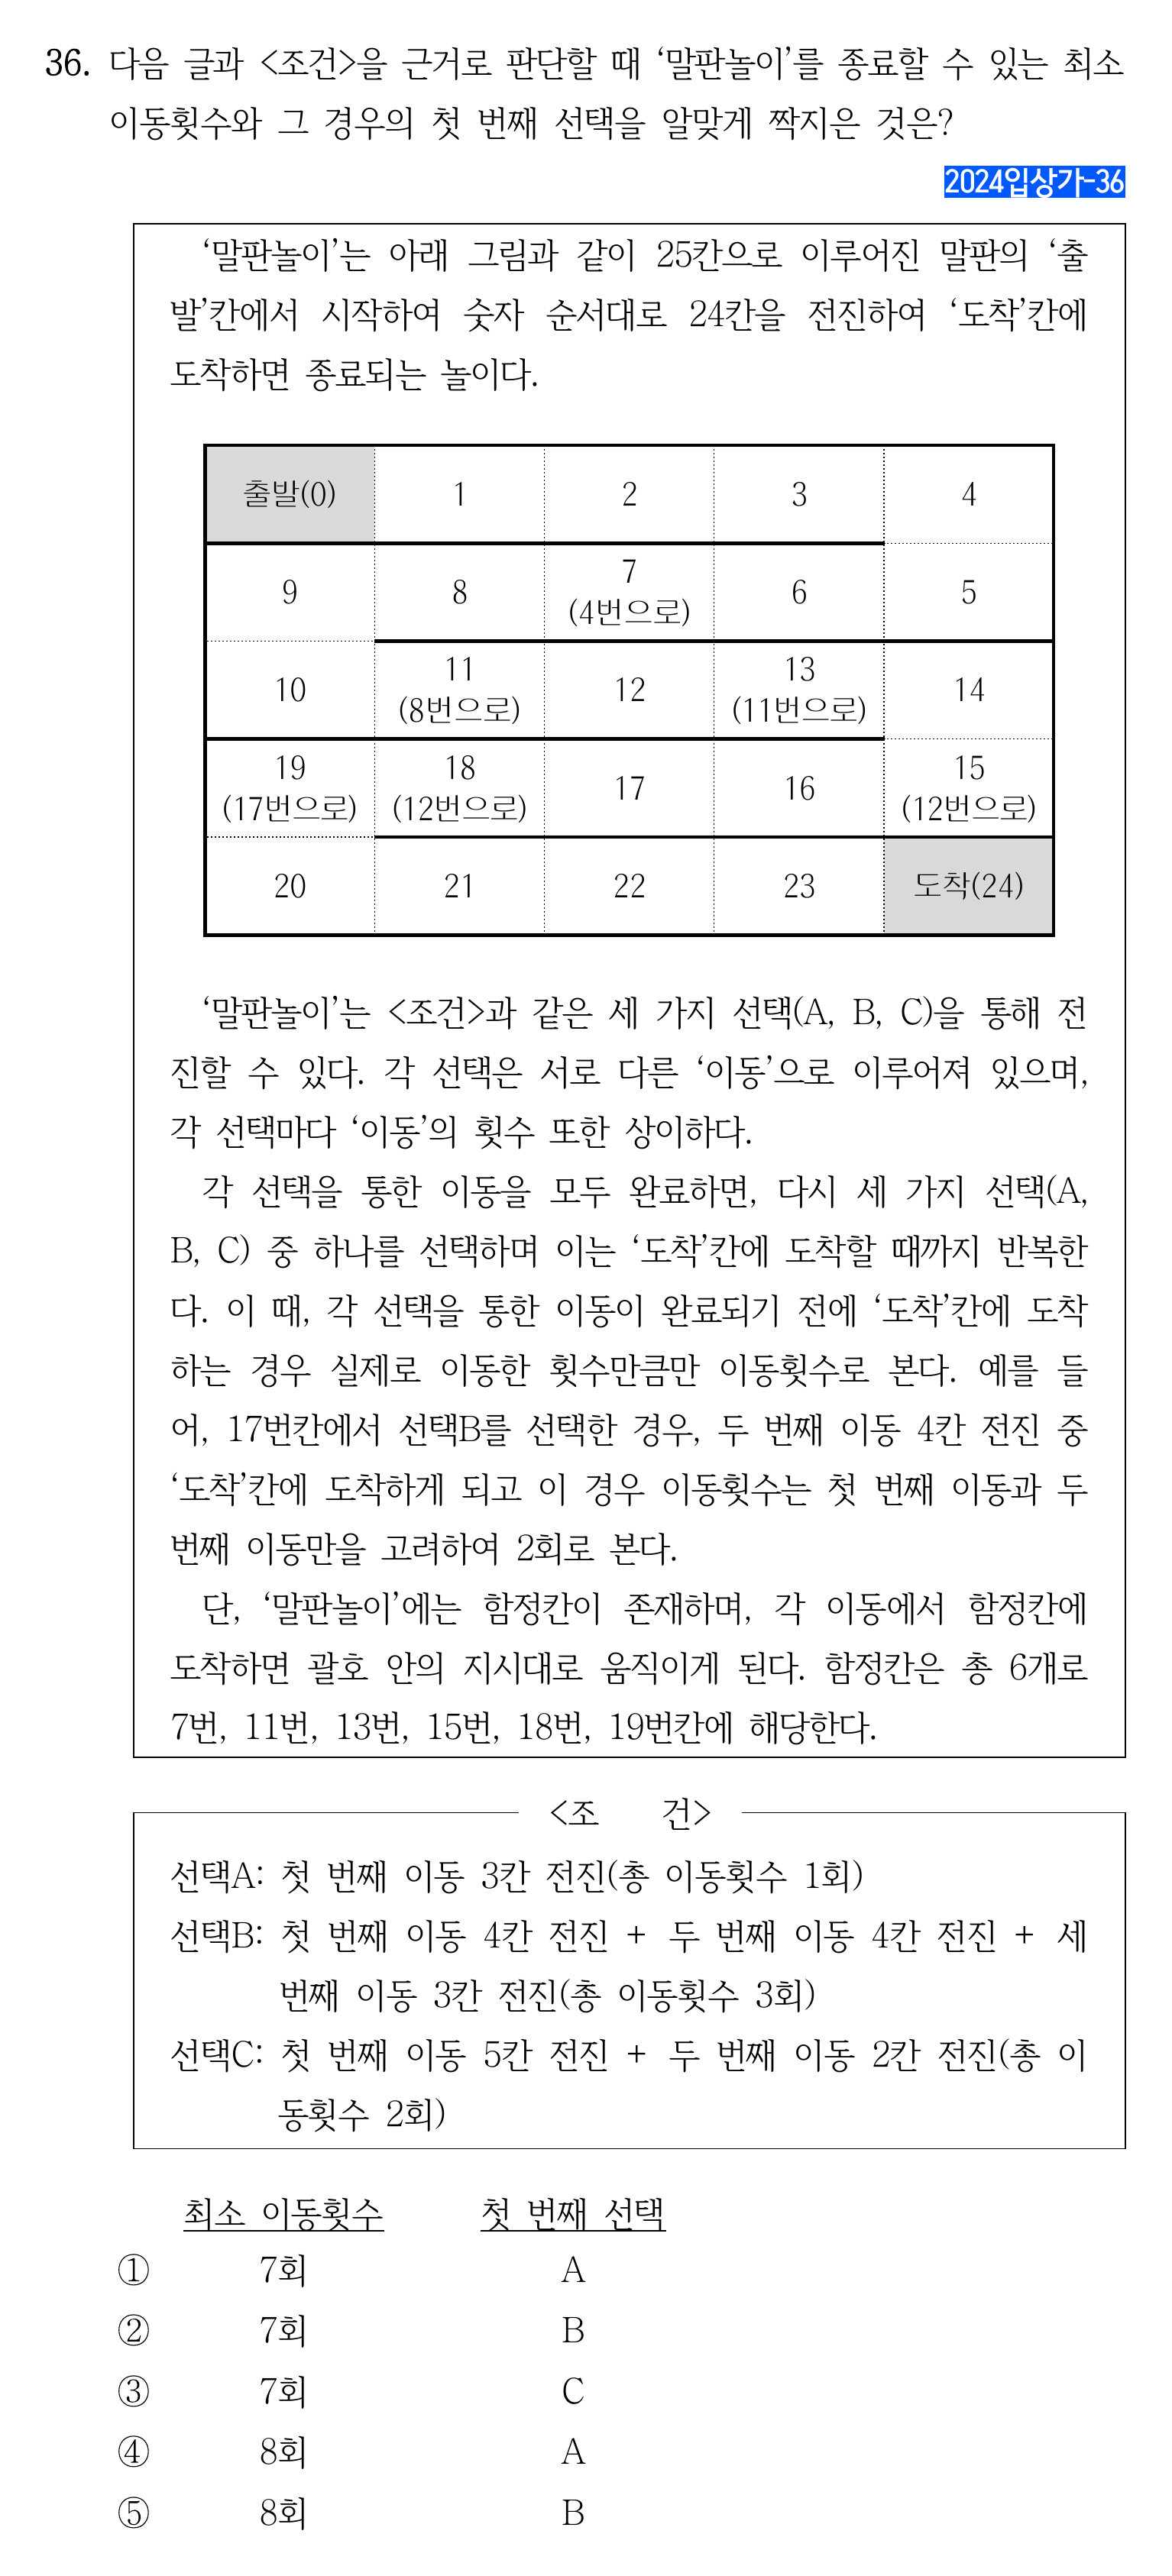 36. 다음 글과 <조건>을 근거로 판단할 때 ‘말판놀이’를 종료할 수 있는 최소
이동횟수와 그 경우의 첫 번째 선택을 알맞게 짝지은 것은?
2024입상가-36
‘말판놀이’는 아래 그림과 같이 25칸으로 이루어진 말판의 ‘출
발’칸에서 시작하여 숫자 순서대로 24칸을 전진하여 ‘도착’칸에
도착하면 종료되는 놀이다.
출발(0) 1 2 3 4
9 8 7 (4번으로) 6 5
10 11 (8번으로) 12 13 (11번으로) 14
19 (17번으로) 18 (12번으로) 17 16 15 (12번으로)
20 21 22 23 도착(24)
‘말판놀이’는 <조건>과 같은 세 가지 선택(A, B, C)을 통해 전
진할 수 있다. 각 선택은 서로 다른 ‘이동’으로 이루어져 있으며,
각 선택마다 ‘이동’의 횟수 또한 상이하다.
각 선택을 통한 이동을 모두 완료하면, 다시 세 가지 선택(A,
B, C) 중 하나를 선택하며 이는 ‘도착’칸에 도착할 때까지 반복한
다. 이 때, 각 선택을 통한 이동이 완료되기 전에 ‘도착’칸에 도착
하는 경우 실제로 이동한 횟수만큼만 이동횟수로 본다. 예를 들
어, 17번칸에서 선택B를 선택한 경우, 두 번째 이동 4칸 전진 중
‘도착’칸에 도착하게 되고 이 경우 이동횟수는 첫 번째 이동과 두
번째 이동만을 고려하여 2회로 본다.
단, ‘말판놀이’에는 함정칸이 존재하며, 각 이동에서 함정칸에
도착하면 괄호 안의 지시대로 움직이게 된다. 함정칸은 총 6개로
7번, 11번, 13번, 15번, 18번, 19번칸에 해당한다.
<조 건>
선택A: 첫 번째 이동 3칸 전진(총 이동횟수 1회)
선택B: 첫 번째 이동 4칸 전진 + 두 번째 이동 4칸 전진 + 세
번째 이동 3칸 전진(총 이동횟수 3회)
선택C: 첫 번째 이동 5칸 전진 + 두 번째 이동 2칸 전진(총 이
동횟수 2회)
최소 이동횟수 첫 번째 선택
① 7회 A
② 7회 B
③ 7회 C
④ 8회 A
⑤ 8회 B